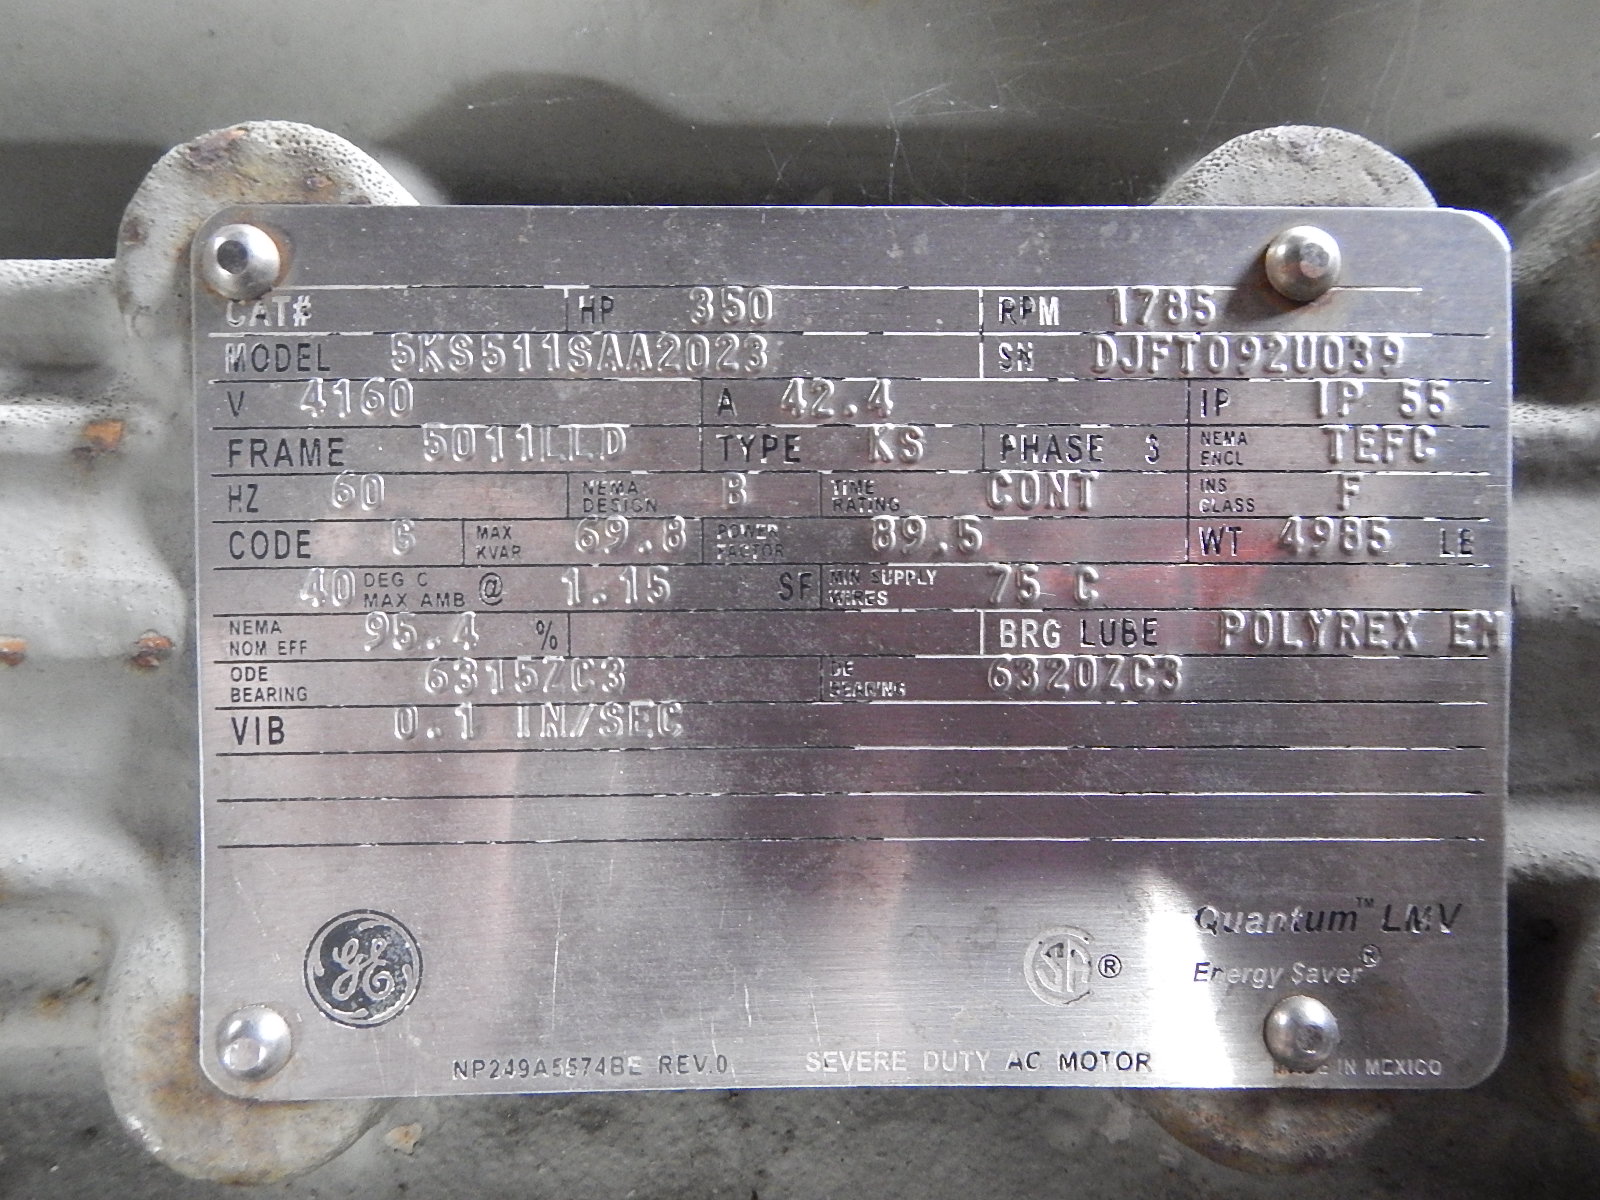 CAT# HP 350 RPM 1785
MODEL 5KS511SAA2023 SN DJFT092U039
V 4160 A 42.4 IP IP 55
FRAME 5011LLD TYPE KS PHASE 3 NEMA ENCL TEFC
HZ 60 NEMA DESIGN B TIME RATING CONT INS CLASS F
CODE G MAX KVAR 69.8 POWER FACTOR 89.5 WT 4985 LB
40 DEG C MAX AMB @ 1.15 SF MIN SUPPLY WIRES 75 C
NEMA NOM EFF 95.4 % BRG LUBE POLYREX EM
ODE BEARING 6315ZC3 DE BEARING 6320ZC3
VIB 0.1 IN/SEC
GE SA ® Quantum™ LMV
Energy $aver®
NP249A5574BE REV.0 SEVERE DUTY AC MOTOR MADE IN MEXICO